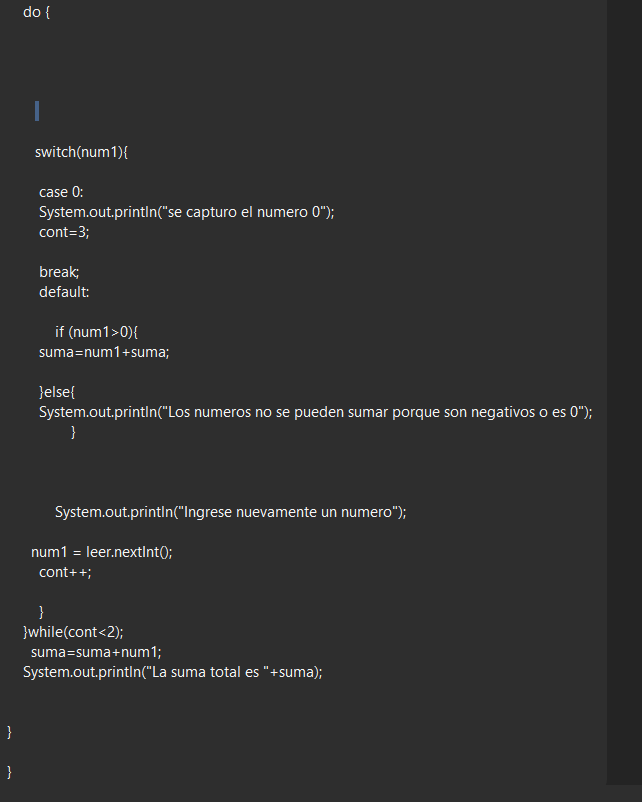 do {
switch(num1){
case 0:
System.out.println("se capturo el numero 0");
cont=3;
break;
default:
if (num1>0){
suma=num1+suma;
}else{
System.out.println("Los numeros no se pueden sumar porque son negativos o es 0");
}
System.out.println("Ingrese nuevamente un numero");
num1 = leer.nextInt();
cont++;
}
}while(cont<2);
suma=suma+num1;
System.out.println("La suma total es "+suma);
}
}